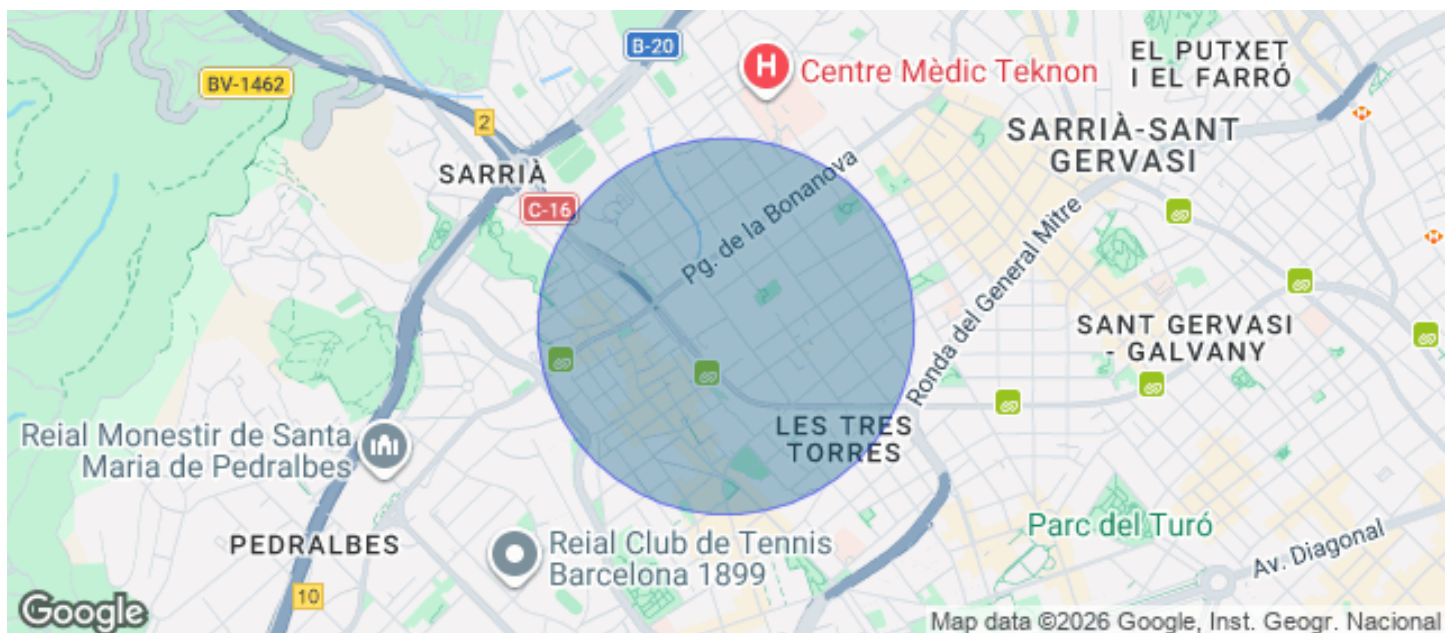 B-20
Centre Mèdic Teknon
EL PUTXET
I EL FARRÓ
BV-1462
2
SARRIÀ-SANT
GERVASI
SARRIÀ
C-16
Pg. de la Bonanova
Ronda del General Mitre
SANT GERVASI
- GALVANY
LES TRES
TORRES
Reial Monestir de Santa
Maria de Pedralbes
PEDRALBES
Reial Club de Tennis
Barcelona 1899
Parc del Turó
Av. Diagonal
10
Google
Map data ©2026 Google, Inst. Geogr. Nacional
H